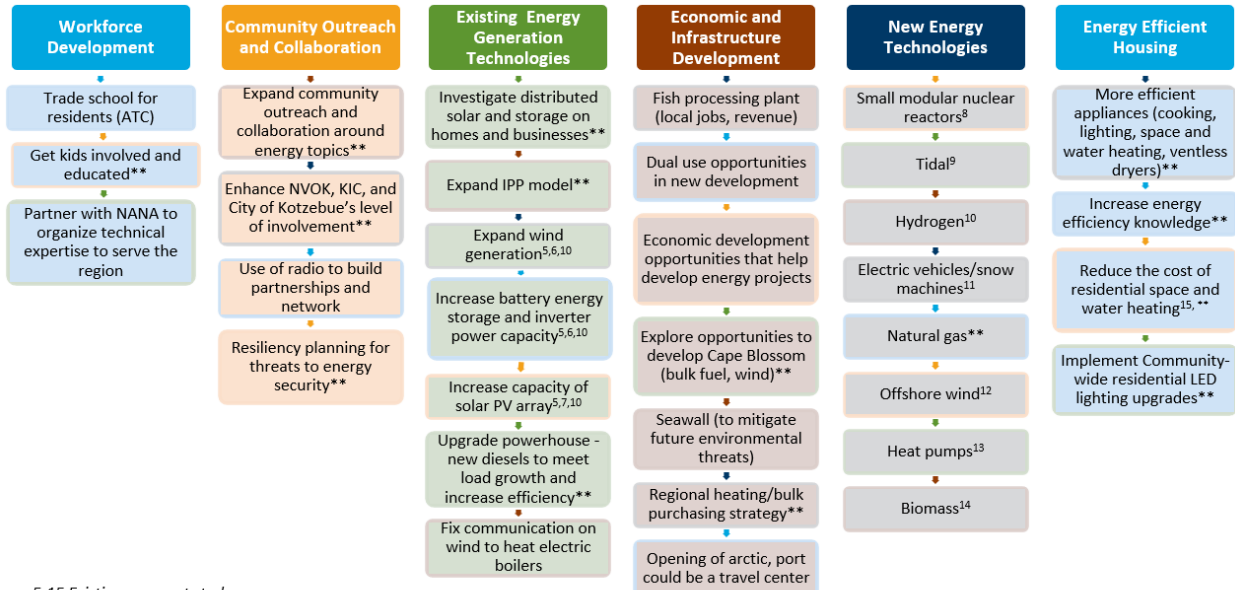 Workforce
Development
Trade school for
residents (ATC)
Get kids involved and
educated**
Partner with NANA to
organize technical
expertise to serve the
region
Community Outreach
and Collaboration
Expand community
outreach and
collaboration around
energy topics**
Enhance NVOK, KIC, and
City of Kotzebue's level
of involvement**
Use of radio to build
partnerships and
network
Resiliency planning for
threats to energy
security**
Existing Energy
Generation
Technologies
Investigate distributed
solar and storage on
homes and businesses**
Expand IPP model**
Expand wind
generation5,6,10
Increase battery energy
storage and inverter
power capacity5,6,10
Increase capacity of
solar PV array5,7,10
Upgrade powerhouse -
new diesels to meet
load growth and
increase efficiency**
Fix communication on
wind to heat electric
boilers
Economic and
Infrastructure
Development
Fish processing plant
(local jobs, revenue)
Dual use opportunities
in new development
Economic development
opportunities that help
develop energy projects
Explore opportunities to
develop Cape Blossom
(bulk fuel, wind)**
Seawall (to mitigate
future environmental
threats)
Regional heating/bulk
purchasing strategy**
Opening of arctic, port
could be a travel center
New Energy
Technologies
Small modular nuclear
reactors8
Tidal9
Hydrogen10
Electric vehicles/snow
machines11
Natural gas**
Offshore wind12
Heat pumps13
Biomass14
Energy Efficient
Housing
More efficient
appliances (cooking,
lighting, space and
water heating, ventless
dryers)**
Increase energy
efficiency knowledge**
Reduce the cost of
residential space and
water heating15, **
Implement Community-
wide residential LED
lighting upgrades**